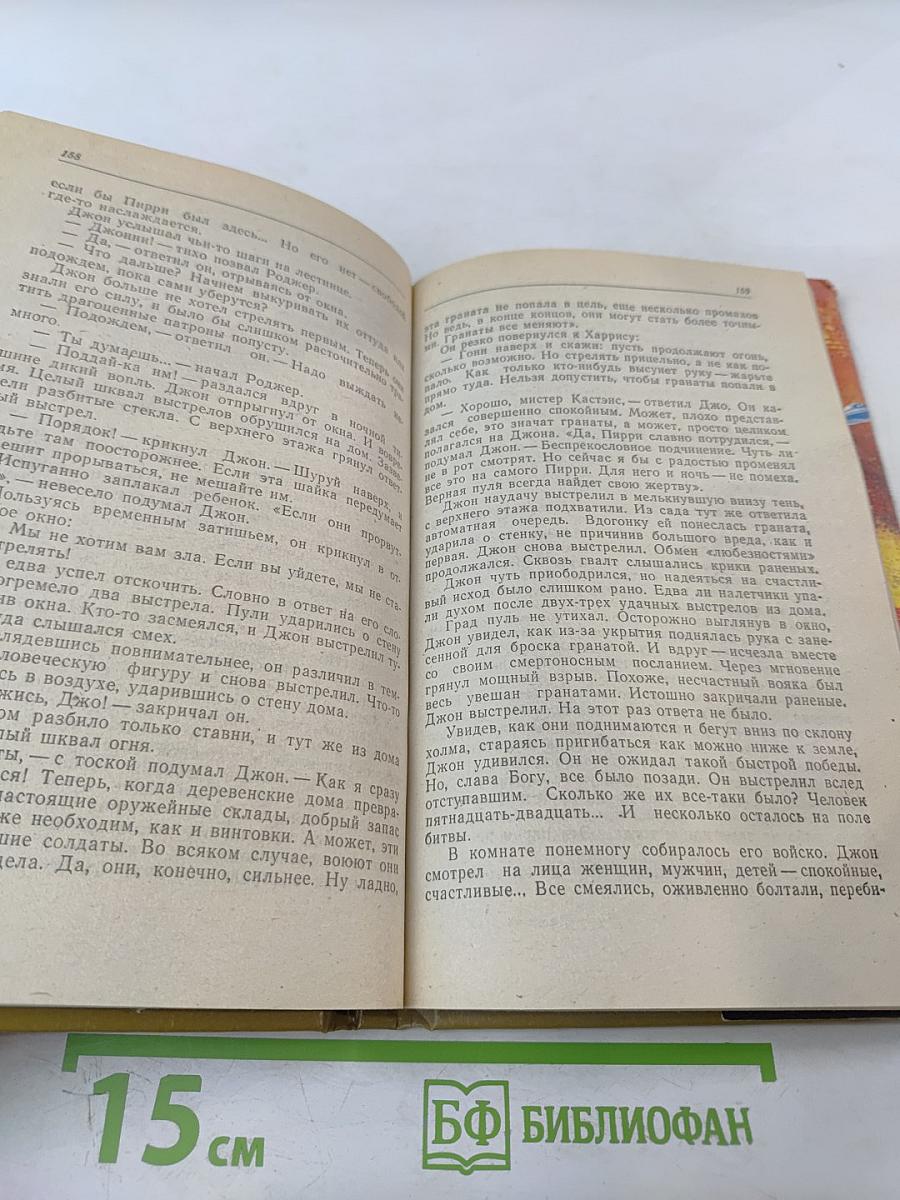 158
если бы Пирри был здесь... Но его нет — свободен
где-то наслаждается.
Джон услышал чьи-то шаги на лестнице.
— Джонни! — тихо позвал Роджер.
— Да, — ответил он, отрываясь от окна.
— Что дальше? Начнем выкуривать их оттуда или
подождем, пока сами уберутся?
Джон больше не хотел стрелять первым. Теперь они
знали его силу, и было бы слишком расточительно
тить драгоценные патроны попусту.
— Подождем, — ответил он. — Надо выждать
много.
— Ты думаешь... — начал Роджер.
— Поддай-ка им! — раздался вдруг в ночной ти-
шине дикий вопль. Джон отпрыгнул от окна. И вовре-
мя. Целый шквал выстрелов обрушился на дом. Зазве-
нели разбитые стекла. С верхнего этажа грянул ответ-
ный выстрел.
— Порядок! — крикнул Джон. — Шуруй наверх, и
дьте там поосторожнее. Если эта шайка передумает
ешит прорываться, не мешайте им.
Испуганно заплакал ребенок. «Если они прорвут-
», — невесело подумал Джон.
Пользуясь временным затишьем, он крикнул в от-
ое окно:
Мы не хотим вам зла. Если вы уйдете, мы не ста-
трелять!
едва успел отскочить. Словно в ответ на его сло-
огремело два выстрела. Пули ударились о стену
ив окна. Кто-то засмеялся, и Джон выстрелил ту-
уда слышался смех.
лядевшись повнимательнее, он различил в тем-
ловеческую фигуру и снова выстрелил. Что-то
сь в воздухе, ударившись о стену дома.
жись, Джо! — закричал он.
ом разбило только ставни, и тут же из дома
лый шквал огня.
ты, — с тоской подумал Джон. — Как я сразу
ся! Теперь, когда деревенские дома превра-
настоящие оружейные склады, добрый запас
же необходим, как и винтовки. А может, эти
шие солдаты. Во всяком случае, воюют они
дела. Да, они, конечно, сильнее. Ну ладно,
159
эта граната не попала в цель, еще несколько промахов
Но ведь, в конце концов, они могут стать более точны-
ми. Гранаты все меняют».
Он резко повернулся к Харрису:
— Гони наверх и скажи: пусть продолжают огонь,
сколько возможно. Но стрелять прицельно, а не как по-
пало. Как только кто-нибудь высунет руку — жарьте
прямо туда. Нельзя допустить, чтобы гранаты попали в
дом.
— Хорошо, мистер Кастэнс, — ответил Джо. Он ка-
зался совершенно спокойным. Может, плохо представ-
лял себе, это значит гранаты, а может, просто целиком
полагался на Джона. «Да, Пирри славно потрудился, —
подумал Джон. — Беспрекословное подчинение. Чуть ли
не в рот смотрят. Но сейчас я бы с радостью променял
все это на самого Пирри. Для него и ночь — не помеха.
Верная пуля всегда найдет свою жертву».
Джон наудачу выстрелил в мелькнувшую внизу тень,
с верхнего этажа подхватили. Из сада тут же ответила
автоматная очередь. Вдогонку ей понеслась граната,
ударила о стенку, не причинив большого вреда, как и
первая. Джон снова выстрелил. Обмен «любезностями»
продолжался. Сквозь гвалт слышались крики раненых.
Джон чуть приободрился, но надеяться на счастли-
вый исход было слишком рано. Едва ли налетчики упа-
ли духом после двух-трех удачных выстрелов из дома.
Град пуль не утихал. Осторожно выглянув в окно,
Джон увидел, как из-за укрытия поднялась рука с зане-
сенной для броска гранатой. И вдруг — исчезла вместе
со своим смертоносным посланием. Через мгновение
грянул мощный взрыв. Похоже, несчастный вояка был
весь увешан гранатами. Истошно закричали раненые.
Джон выстрелил. На этот раз ответа не было.
Увидев, как они поднимаются и бегут вниз по склону
холма, стараясь пригибаться как можно ниже к земле,
Джон удивился. Он не ожидал такой быстрой победы.
Но, слава Богу, все было позади. Он выстрелил вслед
отступавшим. Сколько же их все-таки было? Человек
пятнадцать-двадцать... И несколько осталось на поле
битвы.
В комнате понемногу собиралось его войско. Джон
смотрел на лица женщин, мужчин, детей — спокойные,
счастливые... Все смеялись, оживленно болтали, переби-
15 см
БФ БИБЛИОФАН